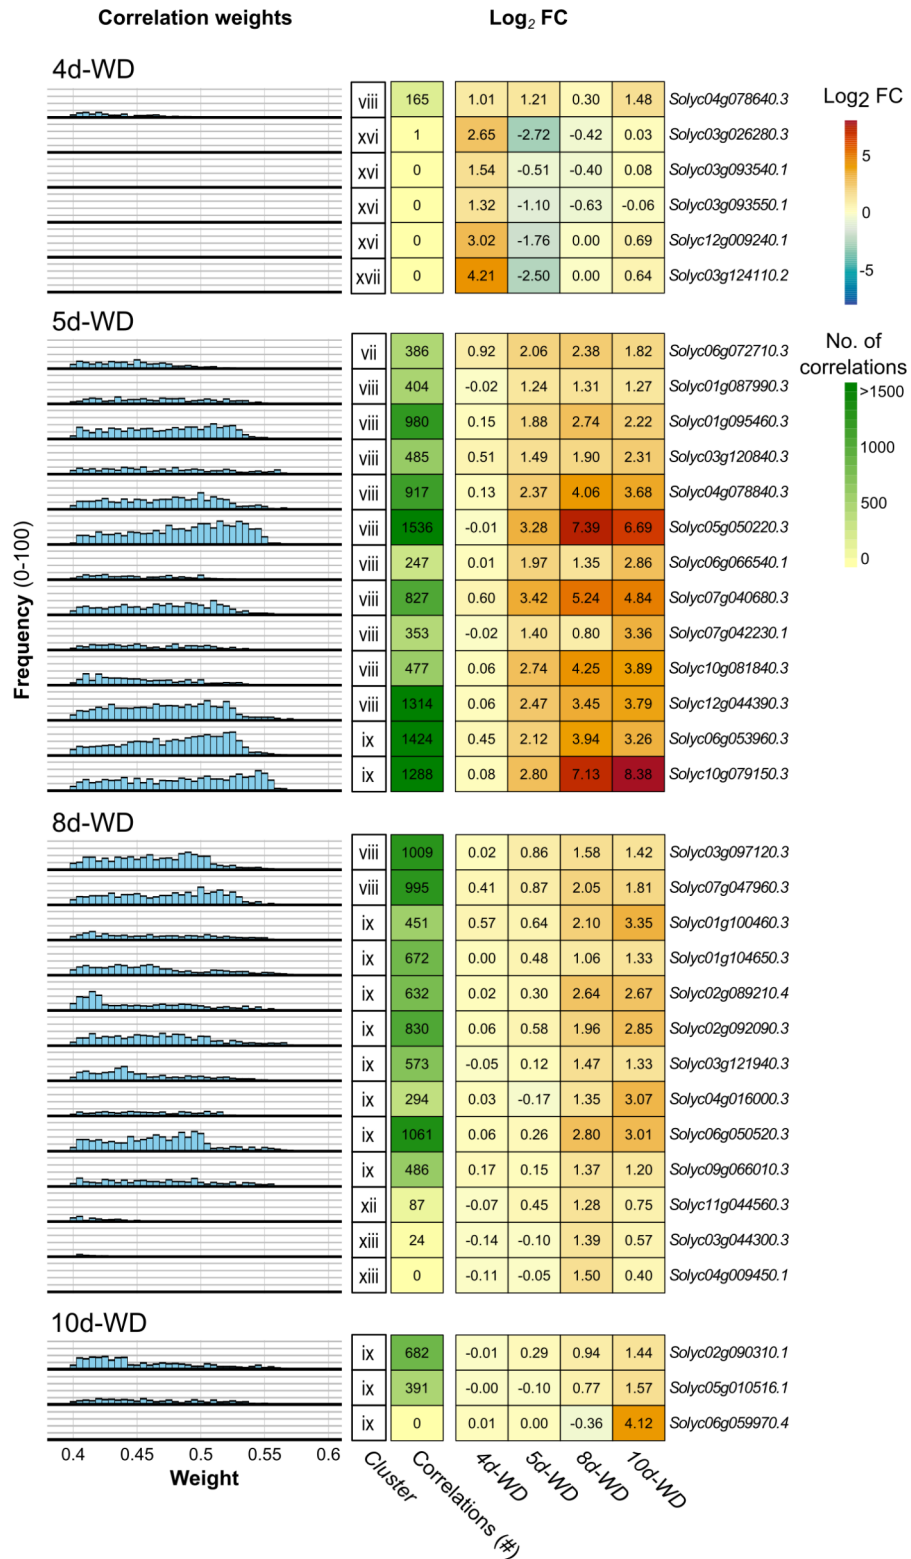 Correlation weights
Log2 FC
4d-WD
viii 165 1.01 1.21 0.30 1.48 Solyc04g078640.3
xvi 1 2.65 -2.72 -0.42 0.03 Solyc03g026280.3
xvi 0 1.54 -0.51 -0.40 0.08 Solyc03g093540.1
xvi 0 1.32 -1.10 -0.63 -0.06 Solyc03g093550.1
xvi 0 3.02 -1.76 0.00 0.69 Solyc12g009240.1
xvii 0 4.21 -2.50 0.00 0.64 Solyc03g124110.2
5d-WD
vii 386 0.92 2.06 2.38 1.82 Solyc06g072710.3
viii 404 -0.02 1.24 1.31 1.27 Solyc01g087990.3
viii 980 0.15 1.88 2.74 2.22 Solyc01g095460.3
viii 485 0.51 1.49 1.90 2.31 Solyc03g120840.3
viii 917 0.13 2.37 4.06 3.68 Solyc04g078840.3
viii 1536 -0.01 3.28 7.39 6.69 Solyc05g050220.3
viii 247 0.01 1.97 1.35 2.86 Solyc06g066540.1
viii 827 0.60 3.42 5.24 4.84 Solyc07g040680.3
viii 353 -0.02 1.40 0.80 3.36 Solyc07g042230.1
viii 477 0.06 2.74 4.25 3.89 Solyc10g081840.3
viii 1314 0.06 2.47 3.45 3.79 Solyc12g044390.3
ix 1424 0.45 2.12 3.94 3.26 Solyc06g053960.3
ix 1288 0.08 2.80 7.13 8.38 Solyc10g079150.3
8d-WD
viii 1009 0.02 0.86 1.58 1.42 Solyc03g097120.3
viii 995 0.41 0.87 2.05 1.81 Solyc07g047960.3
ix 451 0.57 0.64 2.10 3.35 Solyc01g100460.3
ix 672 0.00 0.48 1.06 1.33 Solyc01g104650.3
ix 632 0.02 0.30 2.64 2.67 Solyc02g089210.4
ix 830 0.06 0.58 1.96 2.85 Solyc02g092090.3
ix 573 -0.05 0.12 1.47 1.33 Solyc03g121940.3
ix 294 0.03 -0.17 1.35 3.07 Solyc04g016000.3
ix 1061 0.06 0.26 2.80 3.01 Solyc06g050520.3
ix 486 0.17 0.15 1.37 1.20 Solyc09g066010.3
xii 87 -0.07 0.45 1.28 0.75 Solyc11g044560.3
xiii 24 -0.14 -0.10 1.39 0.57 Solyc03g044300.3
xiii 0 -0.11 -0.05 1.50 0.40 Solyc04g009450.1
10d-WD
ix 682 -0.01 0.29 0.94 1.44 Solyc02g090310.1
ix 391 -0.00 -0.10 0.77 1.57 Solyc05g010516.1
ix 0 0.01 0.00 -0.36 4.12 Solyc06g059970.4
0.4 0.45 0.5 0.55 0.6
Weight
Frequency (0-100)
Cluster
Correlations (#)
4d-WD
5d-WD
8d-WD
10d-WD
Log2 FC
5
0
-5
No. of
correlations
>1500
1000
500
0